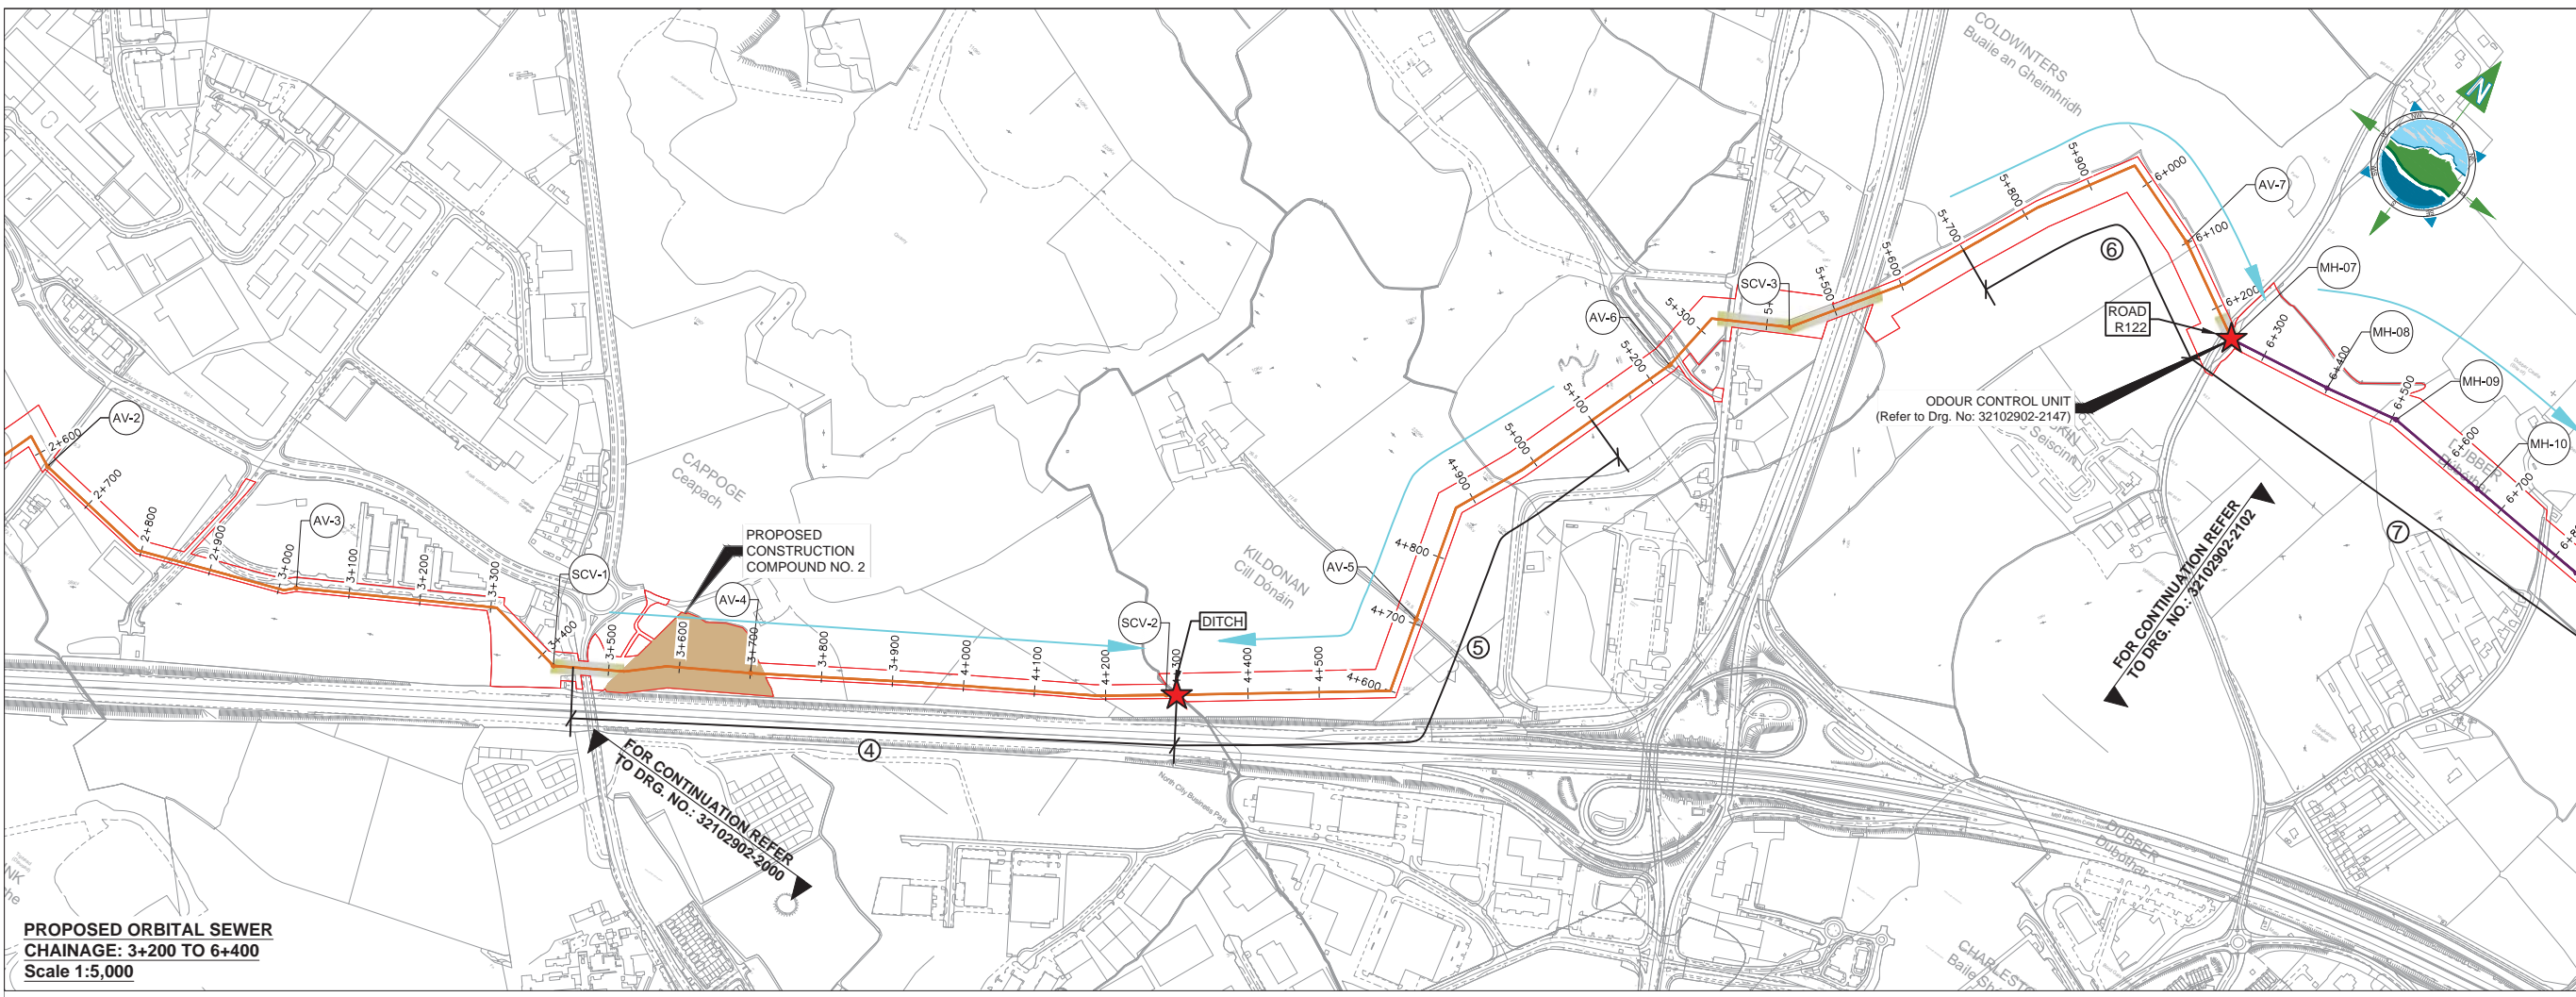 COLDWINTERS
Buaile an Gheimhridh
N
AV-2
2+600
2+700
2+800
2+900
AV-3
3+000
3+100
3+200
3+300
3+400
SCV-1
3+500
3+600
CAPPOGE
Ceapach
PROPOSED
CONSTRUCTION
COMPOUND NO. 2
AV-4
3+700
3+800
3+900
4+000
4+100
4+200
SCV-2
DITCH
4+400
4+500
4+600
KILDONAN
Cill Dónáin
AV-5
4+700
4+800
4+900
5+000
5+100
5+200
5+300
AV-6
SCV-3
5+500
5+600
5+700
5+800
5+900
6+000
AV-7
6+100
6+200
MH-07
6+300
ROAD
R122
MH-08
6+400
MH-09
6+500
6+600
MH-10
6+700
ODOUR CONTROL UNIT
(Refer to Drg. No: 32102902-2147)
4
5
6
7
FOR CONTINUATION REFER
TO DRG. NO.: 32102902-2102
FOR CONTINUATION REFER
TO DRG. NO.: 32102902-2000
North City Business Park
DUBBER
Dubóthar
PROPOSED ORBITAL SEWER
CHAINAGE: 3+200 TO 6+400
Scale 1:5,000